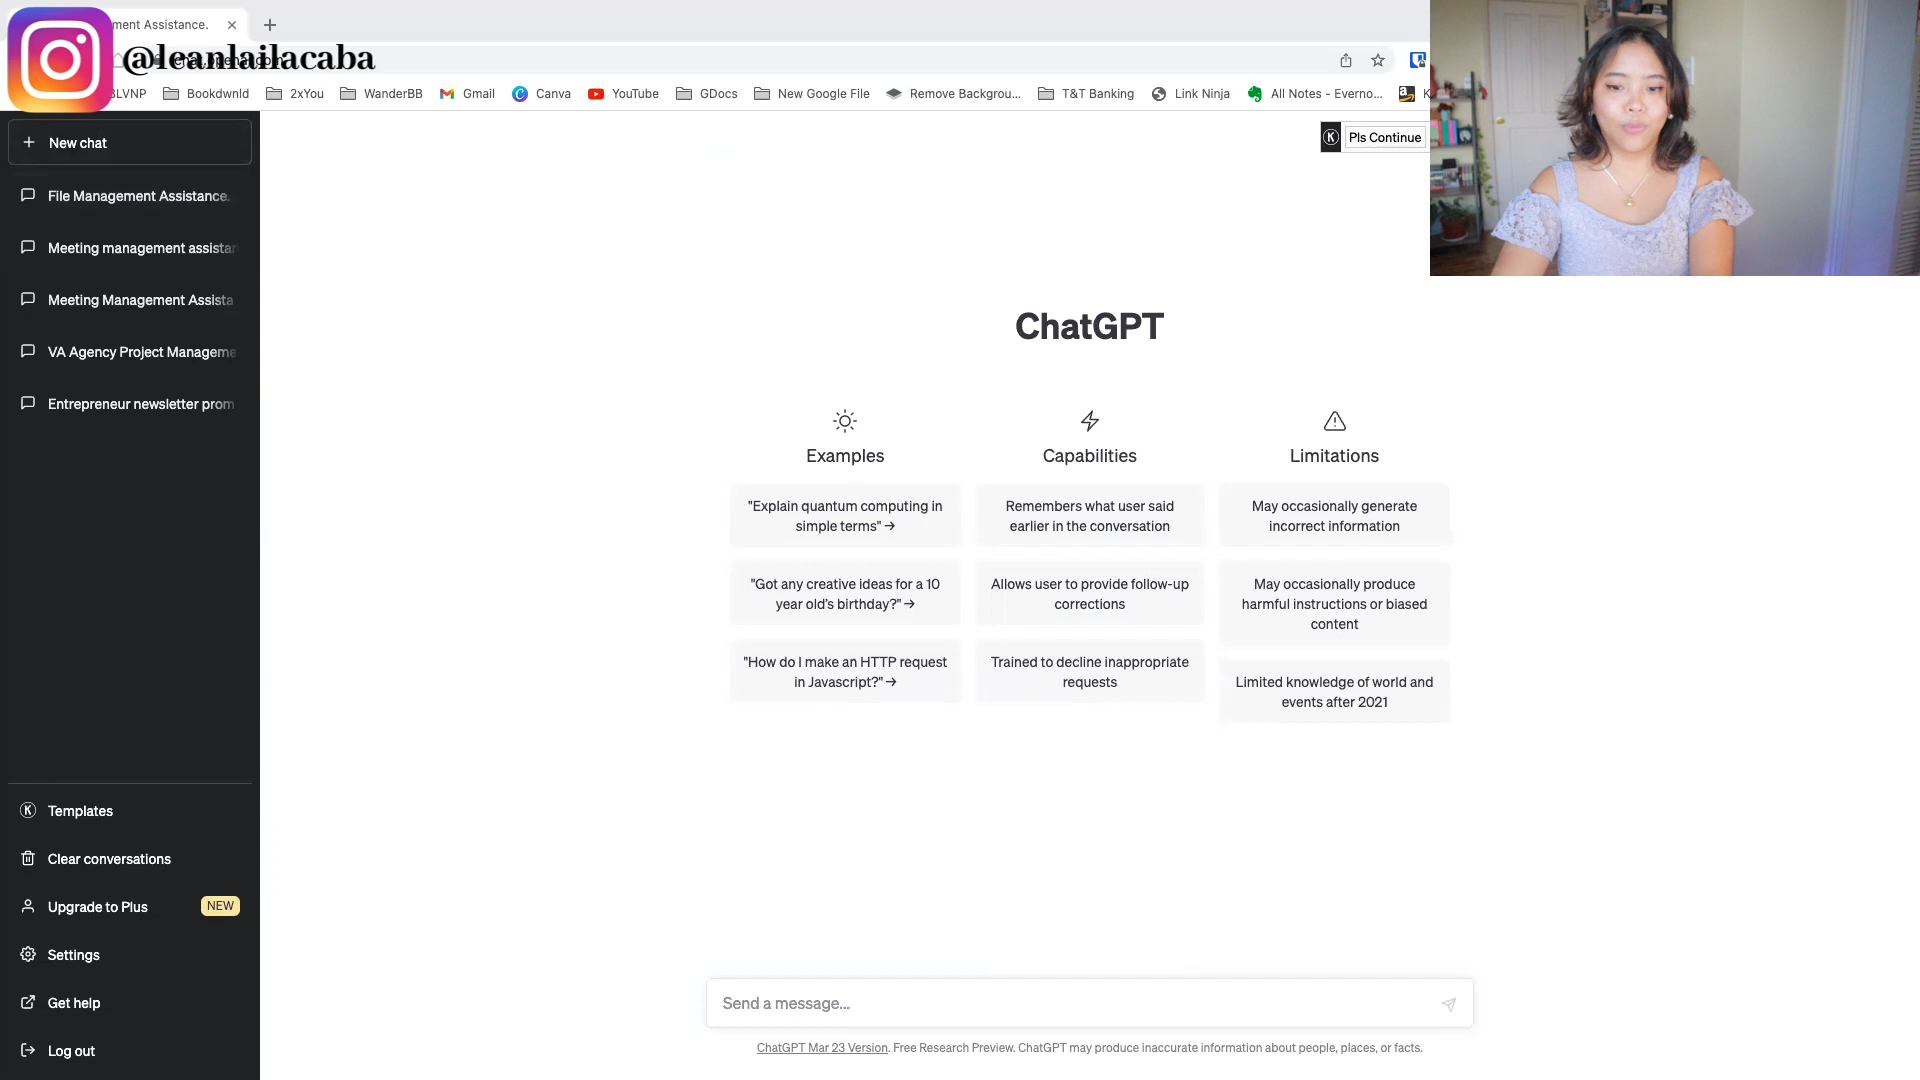 ment Assistance.
@leanlailacaba
BLVNP
Bookdwnld
2xYou
WanderBB
Gmail
Canva
YouTube
GDocs
New Google File
Remove Backgrou...
T&T Banking
Link Ninja
All Notes - Everno...
K
Pls Continue
New chat
File Management Assistance.
Meeting management assistan
Meeting Management Assista
VA Agency Project Manageme
Entrepreneur newsletter prom
ChatGPT
Examples
Capabilities
Limitations
"Explain quantum computing in
simple terms" →
Remembers what user said
earlier in the conversation
May occasionally generate
incorrect information
"Got any creative ideas for a 10
year old's birthday?" →
Allows user to provide follow-up
corrections
May occasionally produce
harmful instructions or biased
content
"How do I make an HTTP request
in Javascript?" →
Trained to decline inappropriate
requests
Limited knowledge of world and
events after 2021
Templates
Clear conversations
Upgrade to Plus
NEW
Settings
Get help
Log out
Send a message...
ChatGPT Mar 23 Version. Free Research Preview. ChatGPT may produce inaccurate information about people, places, or facts.